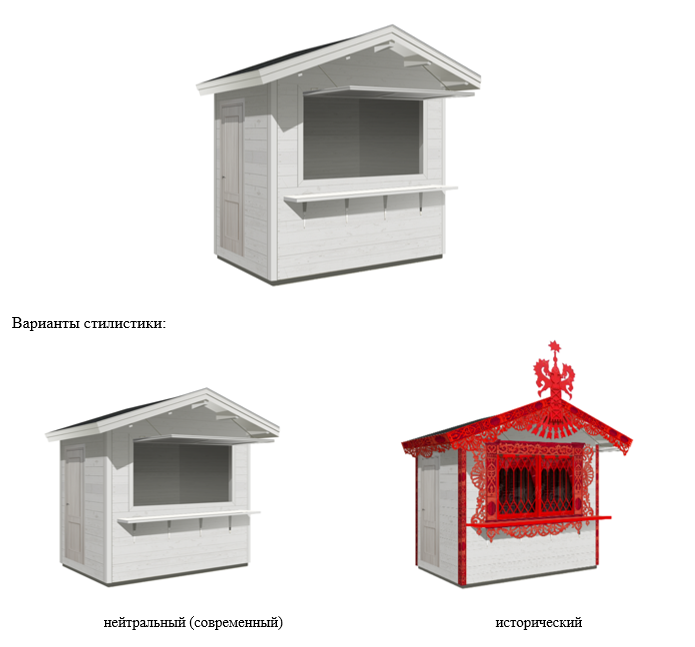 Варианты стилистики:
нейтральный (современный)
исторический